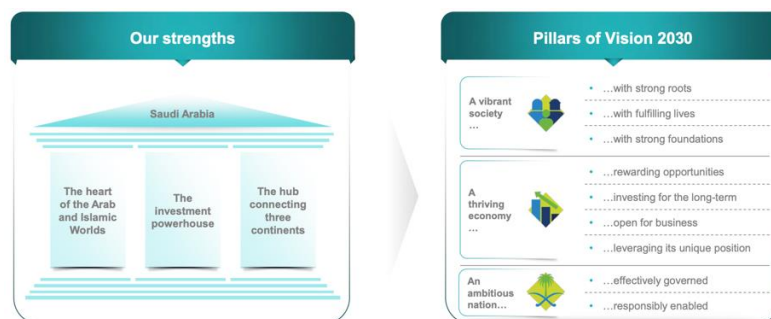 Our strengths
Saudi Arabia
The heart
of the Arab
and Islamic
Worlds
The
investment
powerhouse
The hub
connecting
three
continents
Pillars of Vision 2030
A vibrant
society
…
• …with strong roots
• …with fulfilling lives
• …with strong foundations
A
thriving
economy
…
• …rewarding opportunities
• …investing for the long-term
• …open for business
• …leveraging its unique position
An
ambitious
nation…
• …effectively governed
• …responsibly enabled